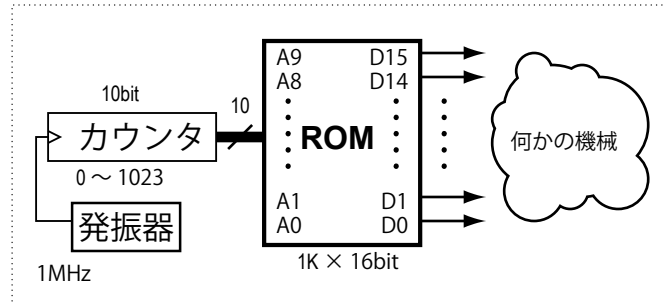 10bit
カウンタ
0 ～ 1023
発振器
1MHz
10
A9 D15
A8 D14
ROM
A1 D1
A0 D0
1K × 16bit
何かの機械